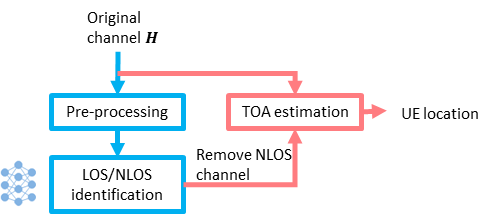 Original
channel H
Pre-processing
TOA estimation
UE location
Remove NLOS
channel
LOS/NLOS
identification